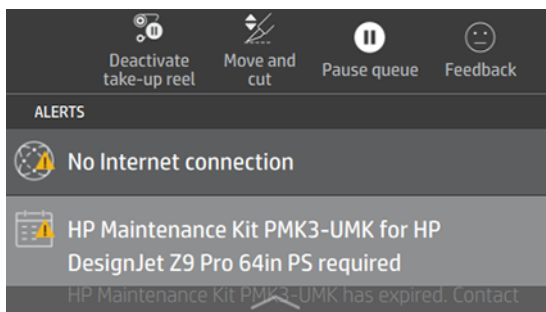 Deactivate take-up reel
Move and cut
Pause queue
Feedback
ALERTS
No Internet connection
HP Maintenance Kit PMK3-UMK for HP
DesignJet Z9 Pro 64in PS required
HP Maintenance Kit PMK3-UMK has expired. Contact